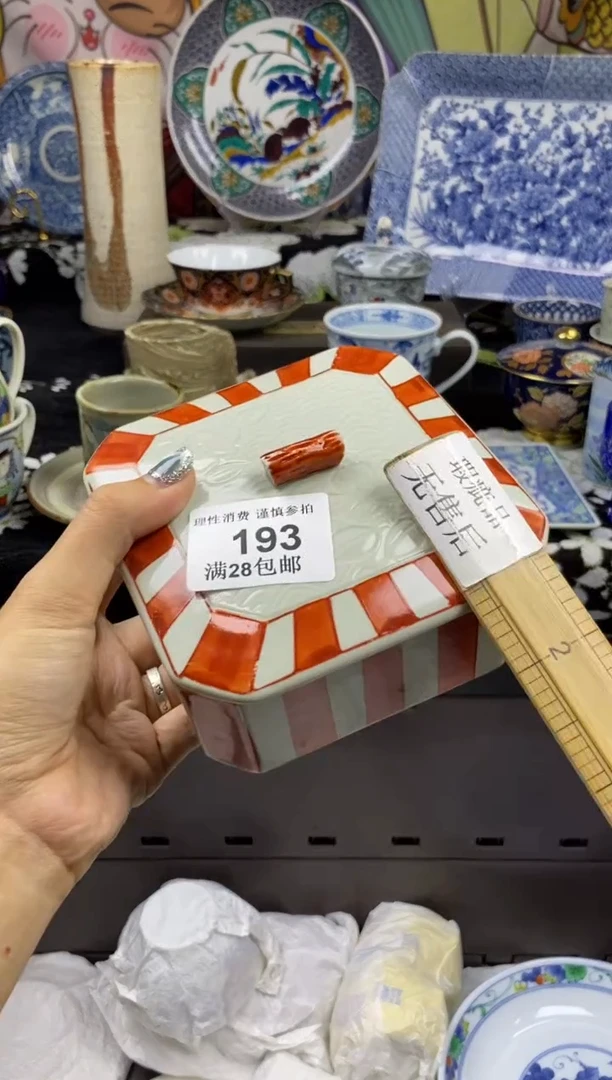 理性消费 谨慎参拍
193
满28包邮
瑕疵品
无售后
2